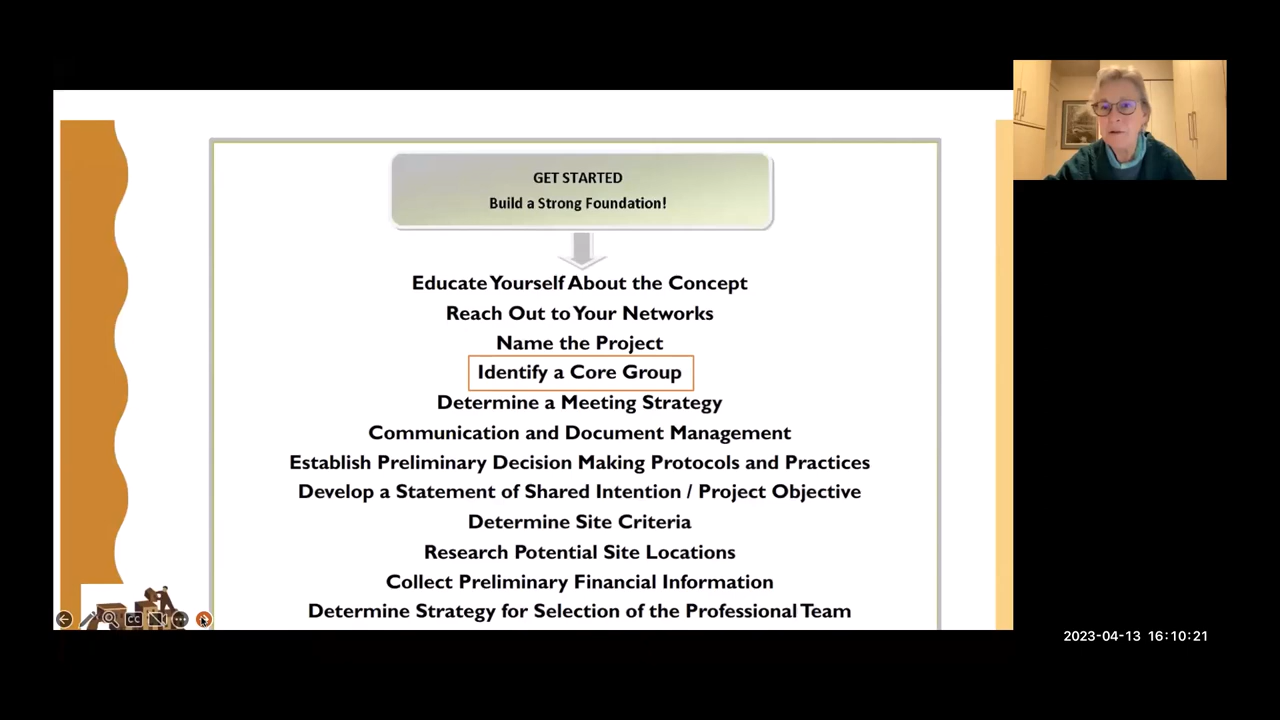 GET STARTED
Build a Strong Foundation!
Educate Yourself About the Concept
Reach Out to Your Networks
Name the Project
Identify a Core Group
Determine a Meeting Strategy
Communication and Document Management
Establish Preliminary Decision Making Protocols and Practices
Develop a Statement of Shared Intention / Project Objective
Determine Site Criteria
Research Potential Site Locations
Collect Preliminary Financial Information
Determine Strategy for Selection of the Professional Team
CC
2023-04-13 16:10:21